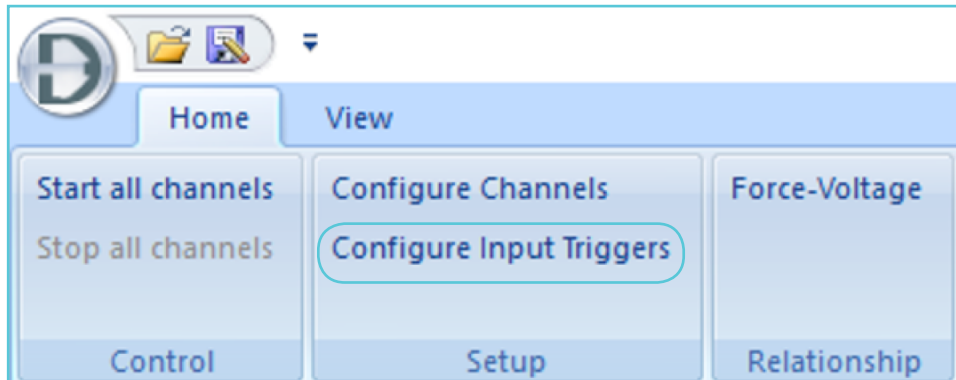 Home
View
Start all channels
Stop all channels
Control
Configure Channels
Configure Input Triggers
Setup
Force-Voltage
Relationship